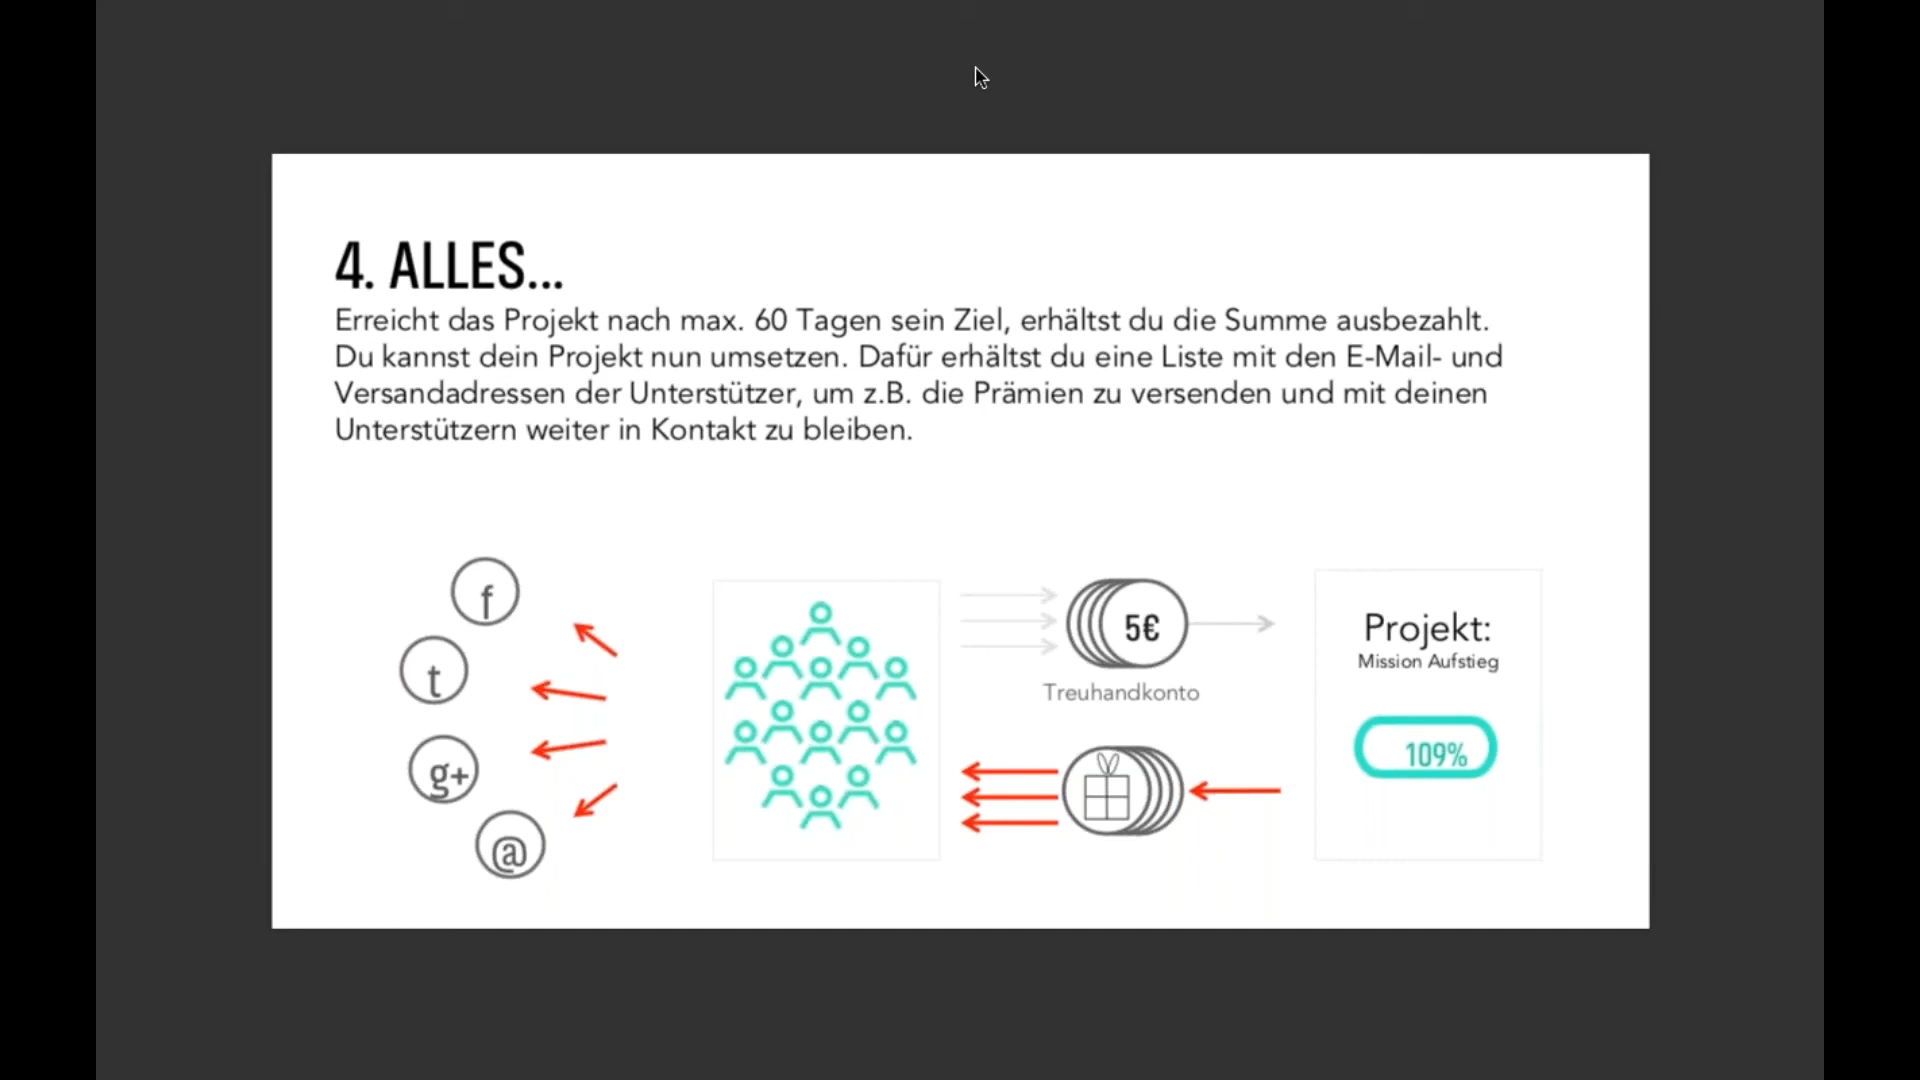 4. ALLES...
Erreicht das Projekt nach max. 60 Tagen sein Ziel, erhältst du die Summe ausbezahlt.
Du kannst dein Projekt nun umsetzen. Dafür erhältst du eine Liste mit den E-Mail- und
Versandadressen der Unterstützer, um z.B. die Prämien zu versenden und mit deinen
Unterstützern weiter in Kontakt zu bleiben.
f
t
g+
@
5€
Treuhandkonto
Projekt:
Mission Aufstieg
109%